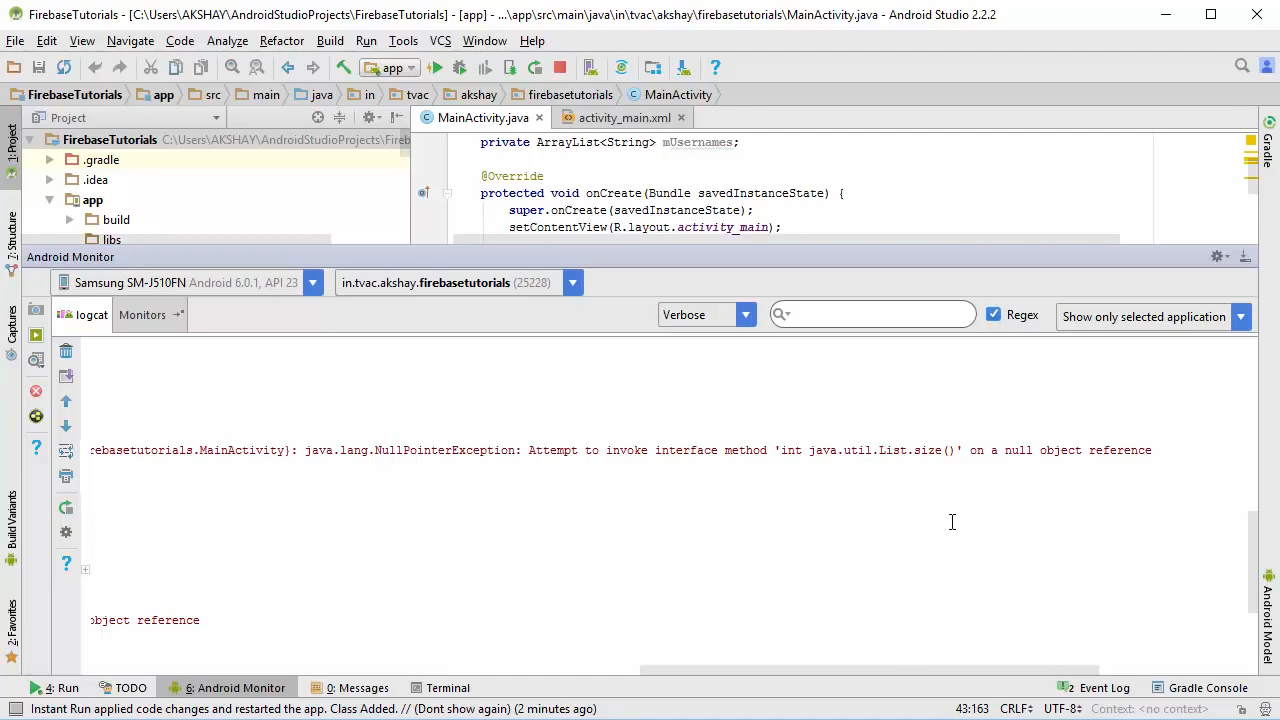 FirebaseTutorials - [C:\Users\AKSHAY\AndroidStudioProjects\FirebaseTutorials] - [app] - ...\app\src\main\java\in\tvac\akshay\firebasetutorials\MainActivity.java - Android Studio 2.2.2
File Edit View Navigate Code Analyze Refactor Build Run Tools VCS Window Help
app
FirebaseTutorials app src main java in tvac akshay firebasetutorials MainActivity
Project
MainActivity.java activity_main.xml
FirebaseTutorials C:\Users\AKSHAY\AndroidStudioProjects\Fireb
.gradle
.idea
app
build
libs
private ArrayList<String> mUsernames;
@Override
protected void onCreate(Bundle savedInstanceState) {
super.onCreate(savedInstanceState);
setContentView(R.layout.activity_main);
1: Project
7: Structure
Captures
Build Variants
2: Favorites
Gradle
Android Model
Android Monitor
Samsung SM-J510FN Android 6.0.1, API 23
in.tvac.akshay.firebasetutorials (25228)
logcat Monitors
Verbose
Regex
Show only selected application
rebasetutorials.MainActivity}: java.lang.NullPointerException: Attempt to invoke interface method 'int java.util.List.size()' on a null object reference
object reference
4: Run TODO 6: Android Monitor 0: Messages Terminal
2 Event Log Gradle Console
Instant Run applied code changes and restarted the app. Class Added. // (Dont show again) (2 minutes ago)
43:163 CRLF UTF-8 Context: <no context>